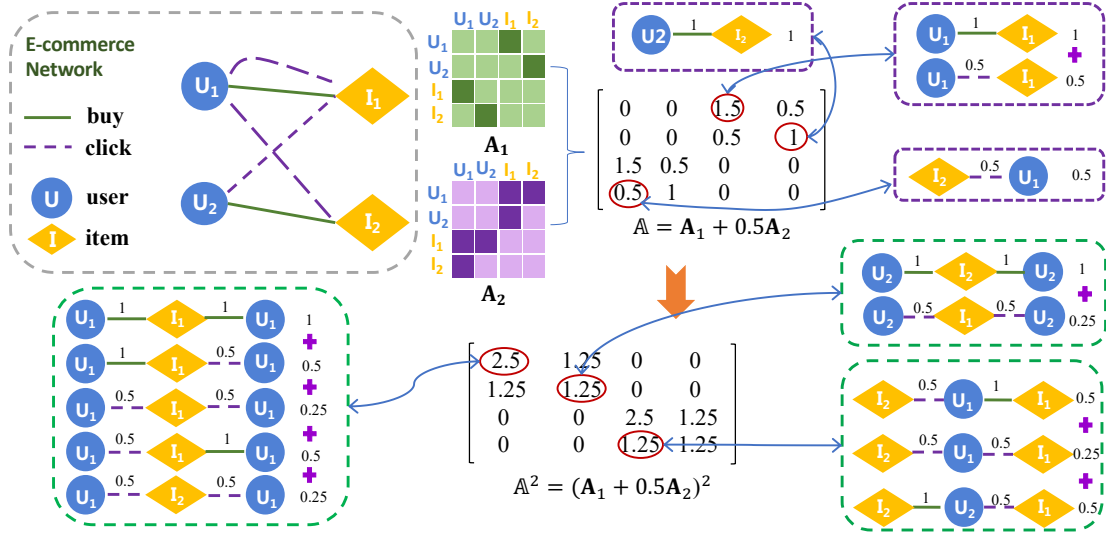 E-commerce
Network
buy
click
U user
I item
U₁ I₁
U₂ I₂
U₁ U₂ I₁ I₂
U₁
U₂
I₁
I₂
A₁
U₁ U₂ I₁ I₂
U₁
U₂
I₁
I₂
A₂
U2 1 I₂ 1
U₁ 1 I₁ 1
U₁ 0.5 I₁ 0.5
I₂ 0.5 U₁ 0.5
0 0 1.5 0.5
0 0 0.5 1
1.5 0.5 0 0
0.5 1 0 0
𝔸 = A₁ + 0.5A₂
U₂ 1 I₂ 1 U₂ 1
U₂ 0.5 I₁ 0.5 U₂ 0.25
U₁ 1 I₁ 1 U₁ 1
U₁ 1 I₁ 0.5 U₁ 0.5
U₁ 0.5 I₁ 0.5 U₁ 0.25
U₁ 0.5 I₁ 1 U₁ 0.5
U₁ 0.5 I₂ 0.5 U₁ 0.25
2.5 1.25 0 0
1.25 1.25 0 0
0 0 2.5 1.25
0 0 1.25 1.25
𝔸² = (A₁ + 0.5A₂)²
I₂ 0.5 U₁ 1 I₁ 0.5
I₂ 0.5 U₁ 0.5 I₁ 0.25
I₂ 1 U₂ 0.5 I₁ 0.5